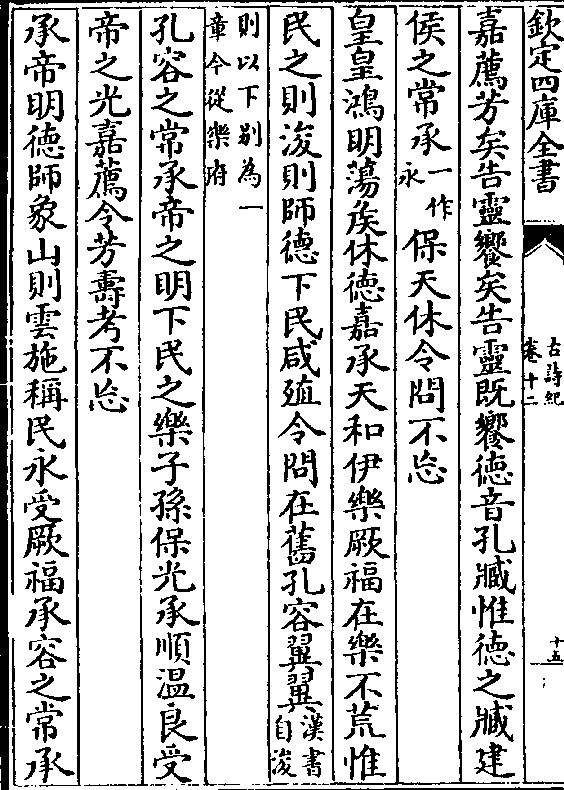 欽定四庫全書
古詩紀
卷十二
十五
嘉薦芳矣告靈饗矣告靈既饗德音孔臧惟德之臧建
侯之常承一作永保天休令問不忘
皇皇鴻明蕩侯休德嘉承天和伊樂厥福在樂不荒惟
民之則浚則師德下民咸殖令問在舊孔容翼翼漢書自浚
則以下别為一章今從樂府
孔容之常承帝之明下民之樂子孫保光承順温良受
帝之光嘉薦令芳壽考不忘
承帝明德師象山則雲施稱民永受厥福承容之常承